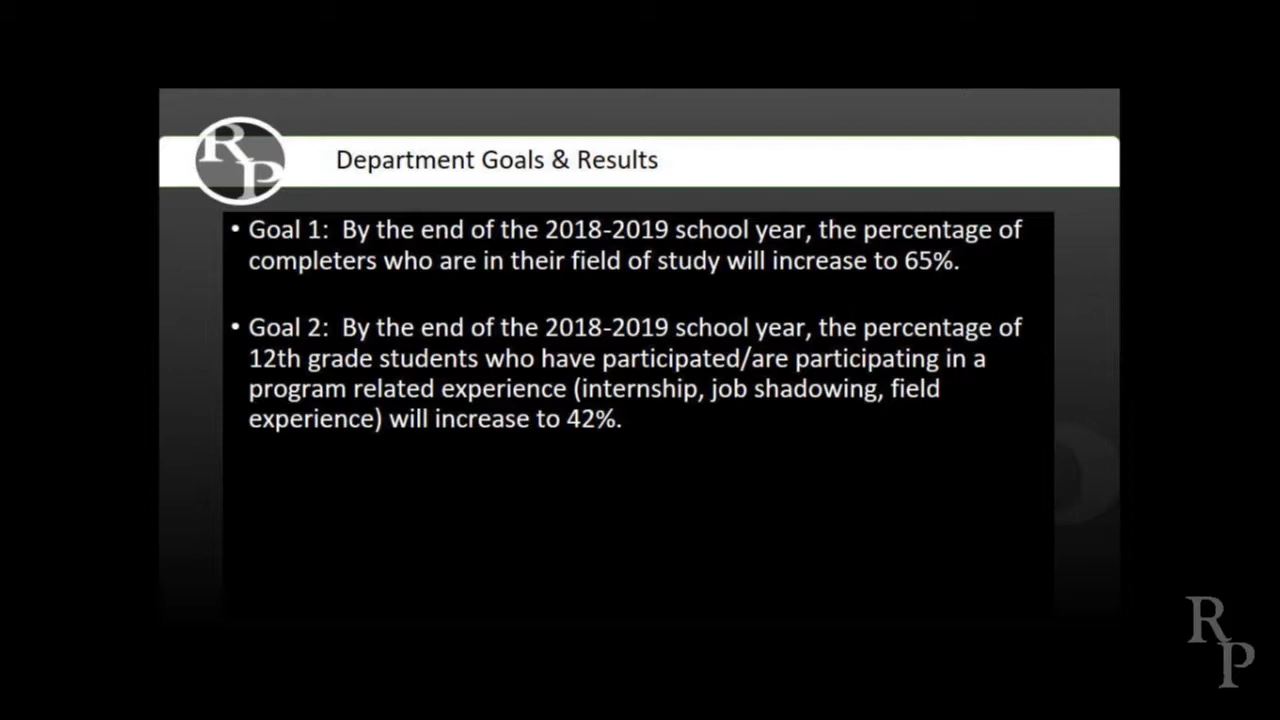 RP
Department Goals & Results
• Goal 1:  By the end of the 2018-2019 school year, the percentage of
completers who are in their field of study will increase to 65%.
• Goal 2:  By the end of the 2018-2019 school year, the percentage of
12th grade students who have participated/are participating in a
program related experience (internship, job shadowing, field
experience) will increase to 42%.
RP